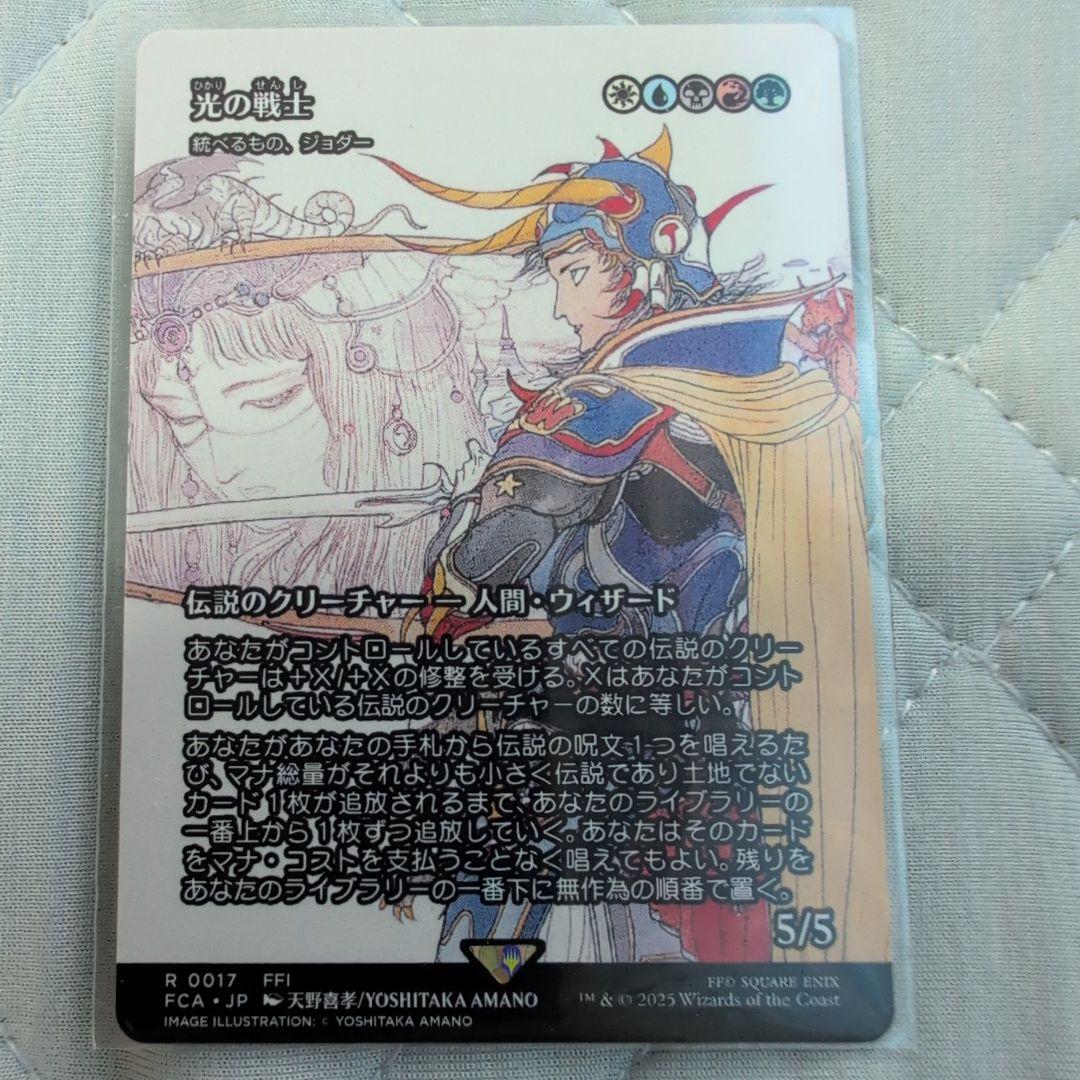 ひかり せんし
光の戦士
統べるもの、ジョダー
伝説のクリーチャー — 人間・ウィザード
あなたがコントロールしているすべての伝説のクリー
チャーは+X/+Xの修整を受ける。Xはあなたがコント
ロールしている伝説のクリーチャーの数に等しい。
あなたがあなたの手札から伝説の呪文1つを唱えるた
び、マナ総量がそれよりも小さく伝説であり土地でない
カード1枚が追放されるまで、あなたのライブラリーの
一番上から1枚ずつ追放していく。あなたはそのカード
をマナ・コストを支払うことなく唱えてもよい。残りを
あなたのライブラリーの一番下に無作為の順番で置く。
5/5
R 0017 FFI
FCA • JP 天野喜孝/YOSHITAKA AMANO
IMAGE ILLUSTRATION: © YOSHITAKA AMANO
FF© SQUARE ENIX
™ & © 2025 Wizards of the Coast